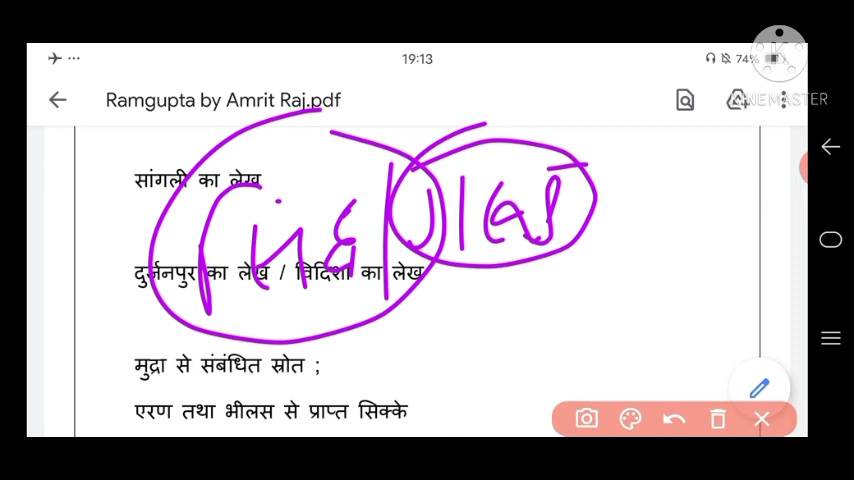 19:13
74%
KINEMASTER
Ramgupta by Amrit Raj.pdf
सांगली का लेख
दुर्जनपुर का लेख / विदिशा का लेख
मुद्रा से संबंधित स्रोत ;
एरण तथा भीलस से प्राप्त सिक्के